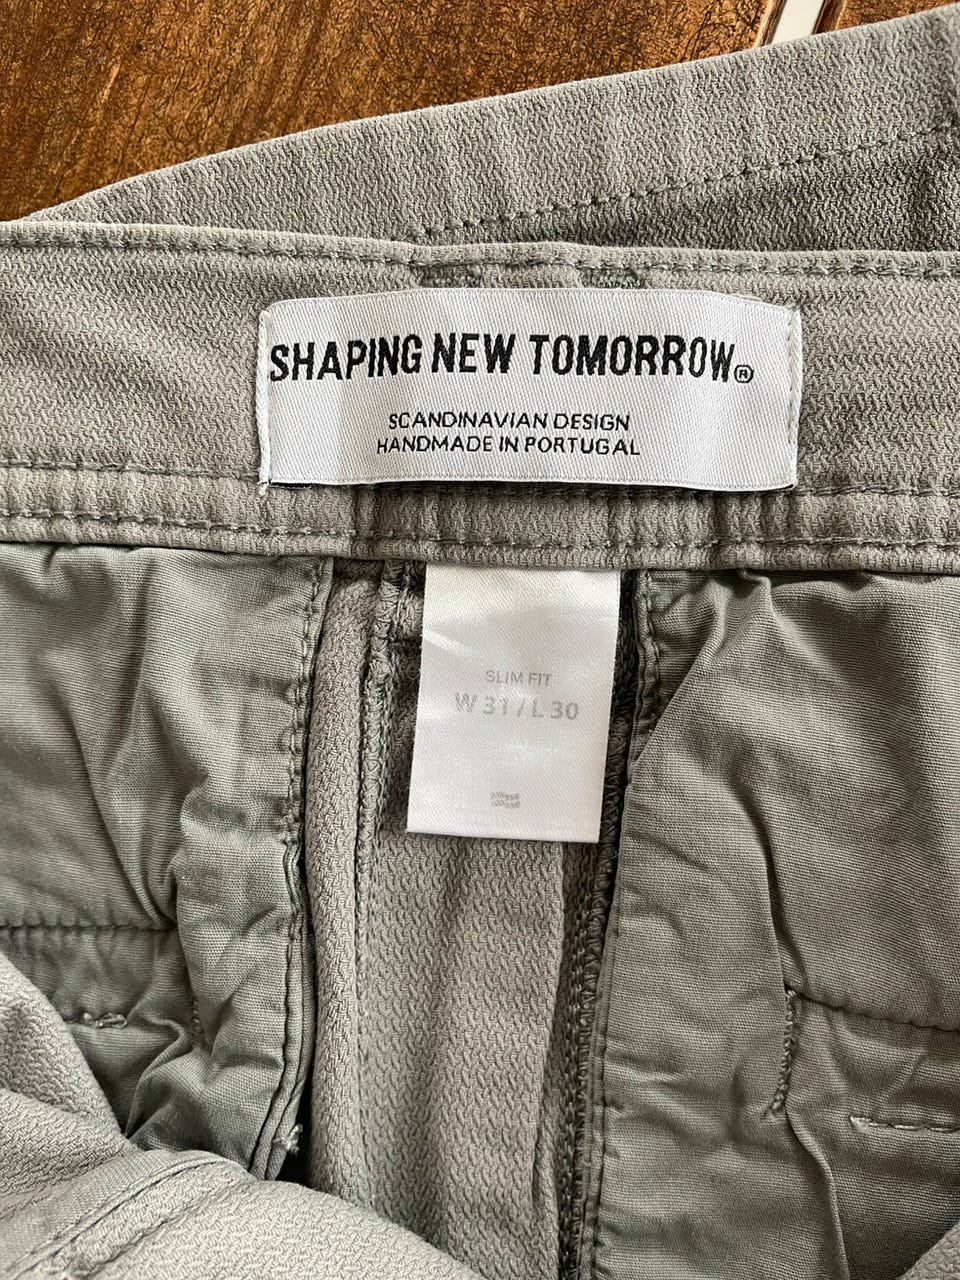 SHAPING NEW TOMORROW®
SCANDINAVIAN DESIGN
HANDMADE IN PORTUGAL
SLIM FIT
W 31 / L 30